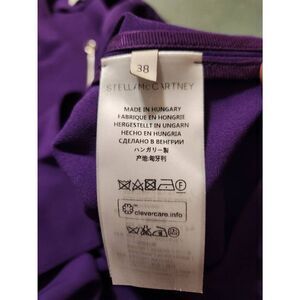 38
STELLA McCARTNEY
MADE IN HUNGARY
FABRIQUE EN HONGRIE
HERGESTELLT IN UNGARN
HECHO EN HUNGRIA
СДЕЛАНО В ВЕНГРИИ
ハンガリー製
产地:匈牙利
F
clevercare.info